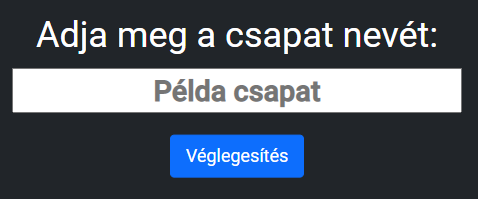 Adja meg a csapat nevét:
Példa csapat
Véglegesítés